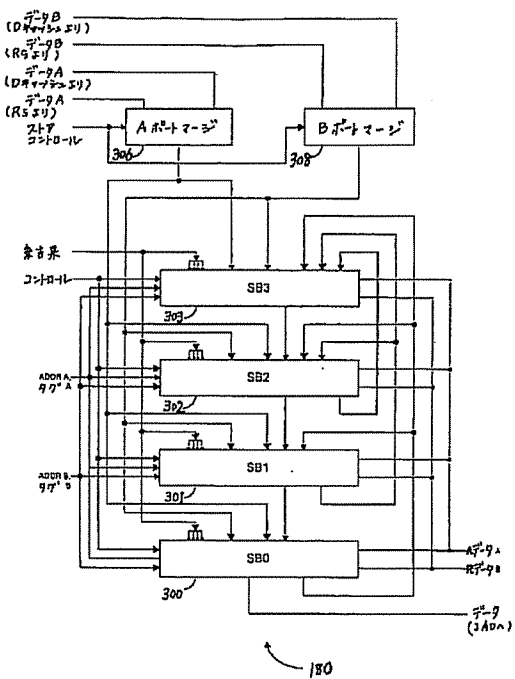 データB
(Dキャッシュより)
データB
(RSより)
データA
(Dキャッシュより)
データA
(RSより)
ストア
コントロール
Aポートマージ
306
Bポートマージ
308
コントロール
SB3
303
ADDR A,
タグA
SB2
302
SB1
301
ADDR B,
タグB
SB0
300
RデータA
RデータB
データ
180